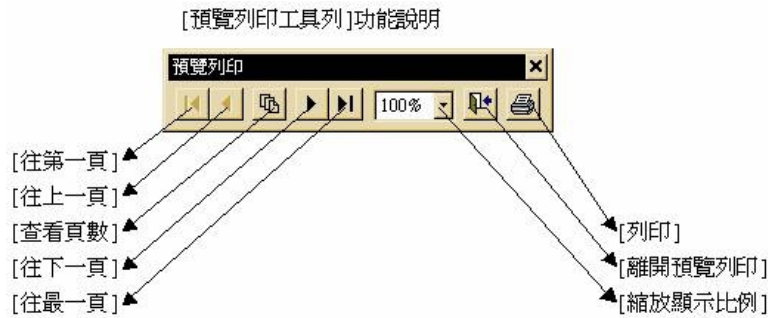 [預覽列印工具列]功能說明
預覽列印
100%
[往第一頁]
[往上一頁]
[查看頁數]
[往下一頁]
[往最一頁]
[列印]
[離開預覽列印]
[縮放顯示比例]